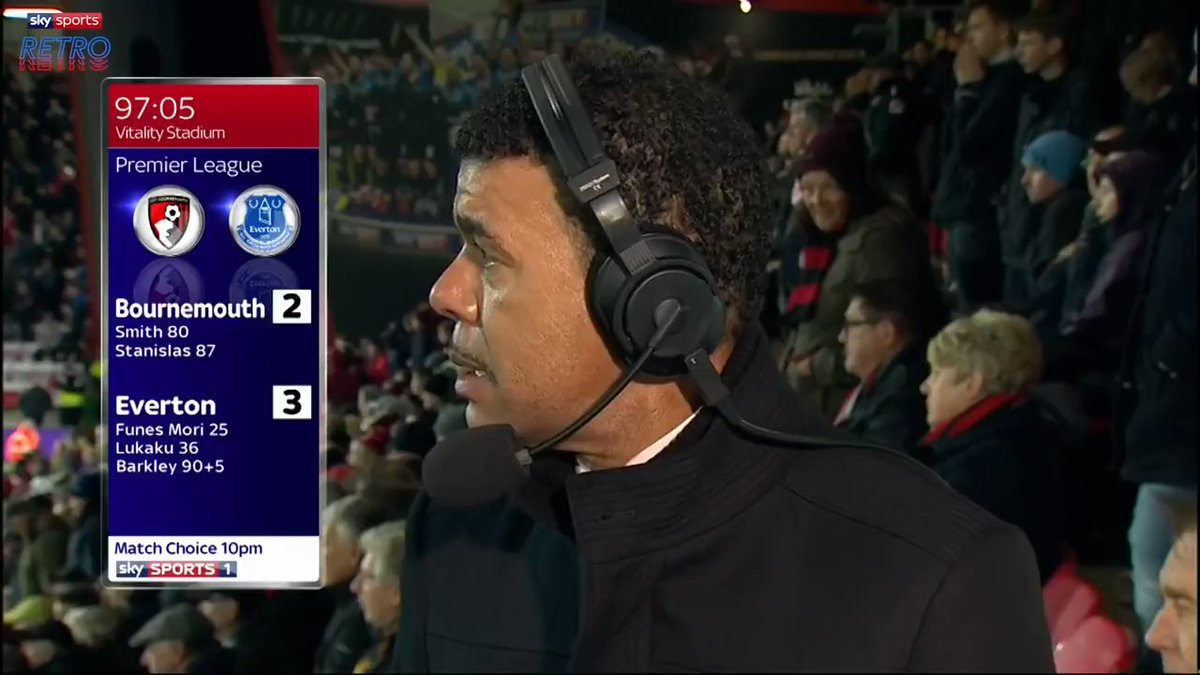 sky sports
RETRO
97:05
Vitality Stadium
Premier League
Everton
Bournemouth 2
Smith 80
Stanislas 87
Everton 3
Funes Mori 25
Lukaku 36
Barkley 90+5
Match Choice 10pm
sky SPORTS 1